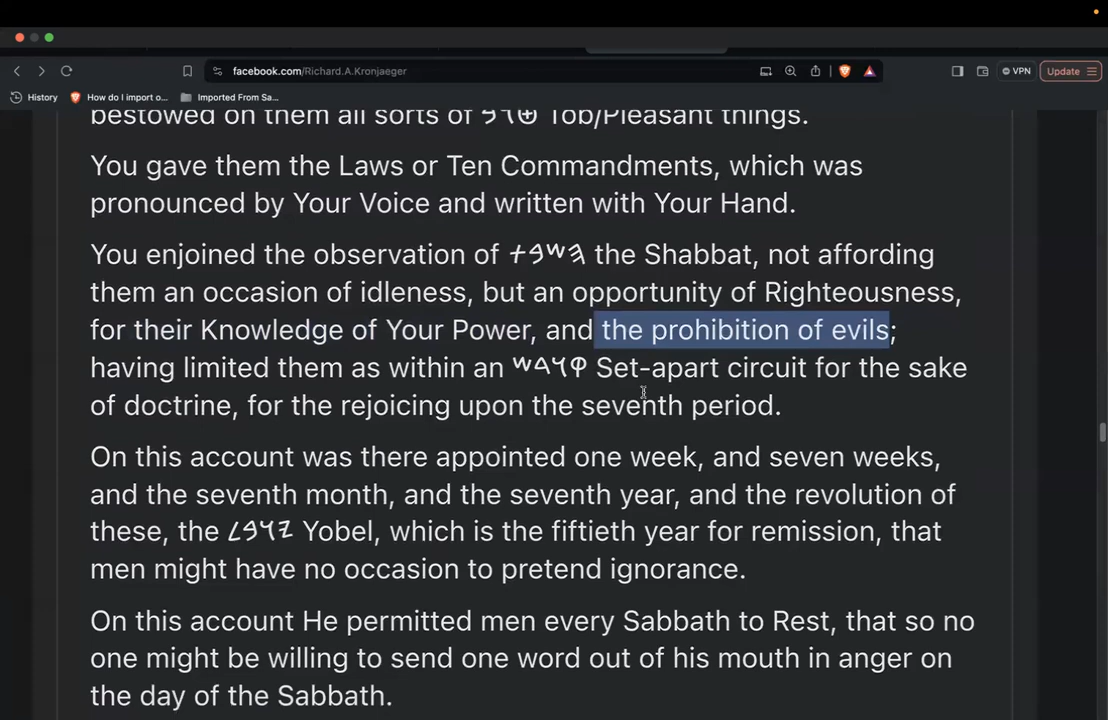 facebook.com/Richard.A.Kronjaeger
VPN
Update
History
How do I import o...
Imported From Sa...
bestowed on them all sorts of 𐤈𐤅𐤁 Tob/Pleasant things.
You gave them the Laws or Ten Commandments, which was
pronounced by Your Voice and written with Your Hand.
You enjoined the observation of 𐤄𐤔𐤁𐤕 the Shabbat, not affording
them an occasion of idleness, but an opportunity of Righteousness,
for their Knowledge of Your Power, and the prohibition of evils;
having limited them as within an 𐤒𐤅𐤃𐤔 Set-apart circuit for the sake
of doctrine, for the rejoicing upon the seventh period.
On this account was there appointed one week, and seven weeks,
and the seventh month, and the seventh year, and the revolution of
these, the 𐤉𐤅𐤁𐤋 Yobel, which is the fiftieth year for remission, that
men might have no occasion to pretend ignorance.
On this account He permitted men every Sabbath to Rest, that so no
one might be willing to send one word out of his mouth in anger on
the day of the Sabbath.